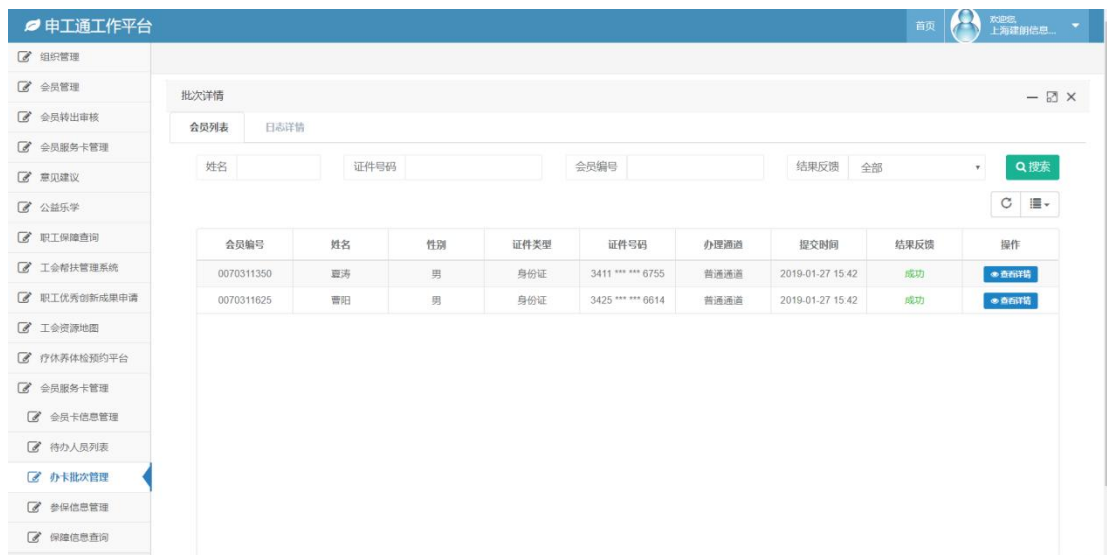 申工通工作平台
首页
欢迎您,
上海建朗信息...
组织管理
会员管理
会员转出审核
会员服务卡管理
意见建议
公益乐学
职工保障查询
工会帮扶管理系统
职工优秀创新成果申请
工会资源地图
疗休养体检预约平台
会员服务卡管理
会员卡信息管理
待办人员列表
办卡批次管理
参保信息管理
保障信息查询
批次详情
会员列表 日志详情
姓名 证件号码 会员编号 结果反馈 全部 搜索
会员编号 姓名 性别 证件类型 证件号码 办理通道 提交时间 结果反馈 操作
0070311350 夏涛 男 身份证 3411 *** *** 6755 普通通道 2019-01-27 15:42 成功 查看详情
0070311625 曹阳 男 身份证 3425 *** *** 6614 普通通道 2019-01-27 15:42 成功 查看详情